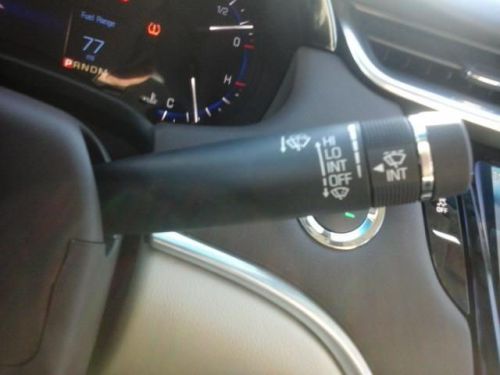 Fuel Range
77
PRNDM
1/2
0
H
C
HI
LO
INT
OFF
INT